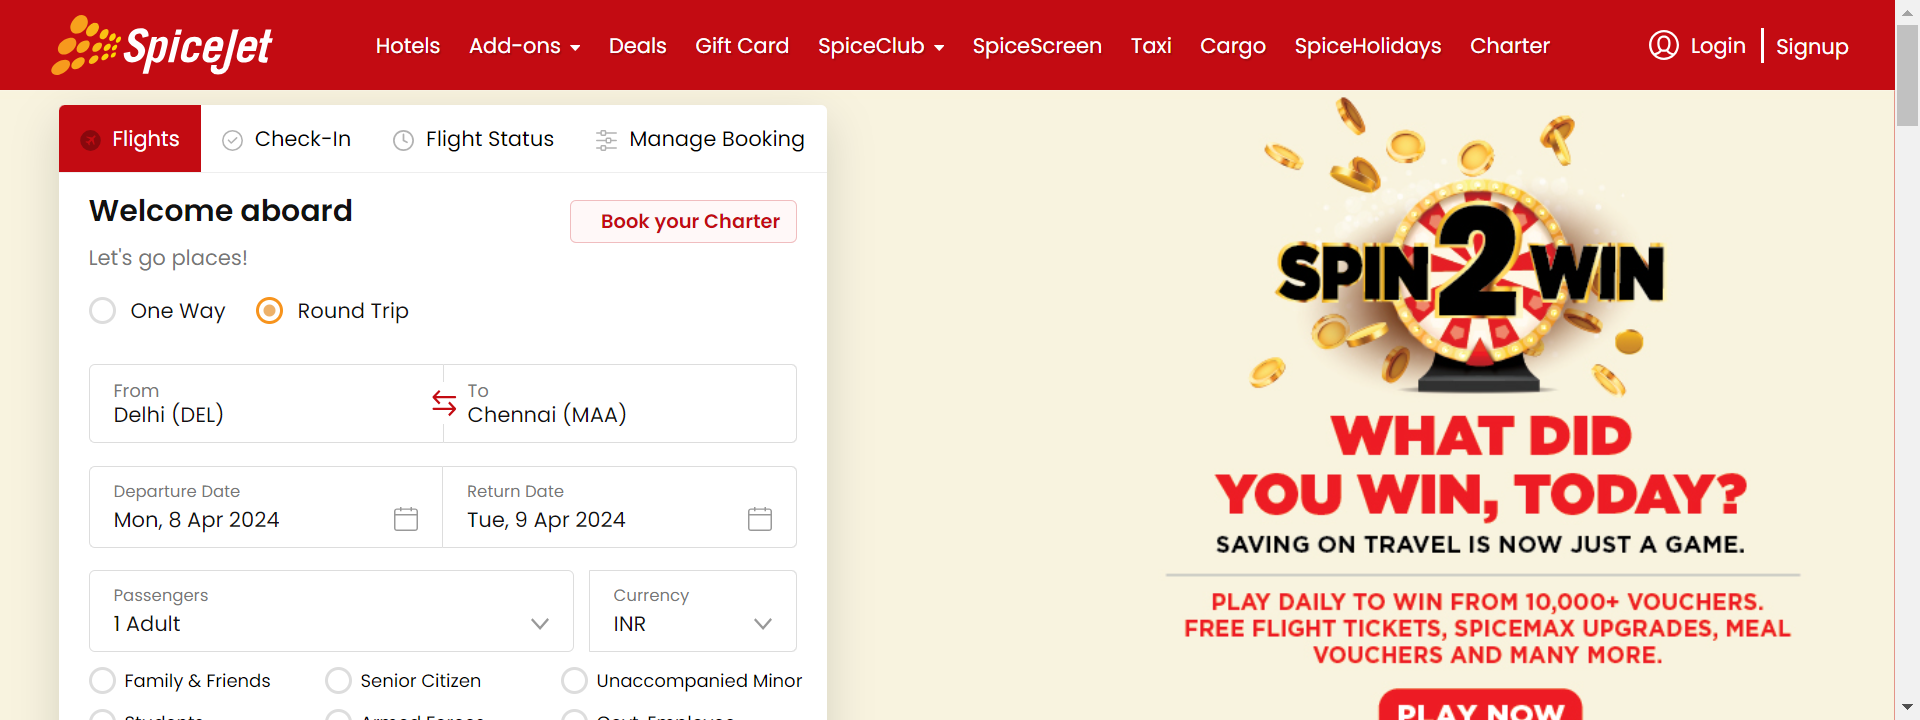 SpiceJet
Hotels Add-ons Deals Gift Card SpiceClub SpiceScreen Taxi Cargo SpiceHolidays Charter Login Signup
Flights Check-In Flight Status Manage Booking
Welcome aboard
Book your Charter
Let's go places!
One Way Round Trip
From
Delhi (DEL)
To
Chennai (MAA)
Departure Date
Mon, 8 Apr 2024
Return Date
Tue, 9 Apr 2024
Passengers
1 Adult
Currency
INR
Family & Friends Senior Citizen Unaccompanied Minor
Students Armed Forces Govt. Employee
SPIN 2 WIN
WHAT DID
YOU WIN, TODAY?
SAVING ON TRAVEL IS NOW JUST A GAME.
PLAY DAILY TO WIN FROM 10,000+ VOUCHERS.
FREE FLIGHT TICKETS, SPICEMAX UPGRADES, MEAL
VOUCHERS AND MANY MORE.
PLAY NOW